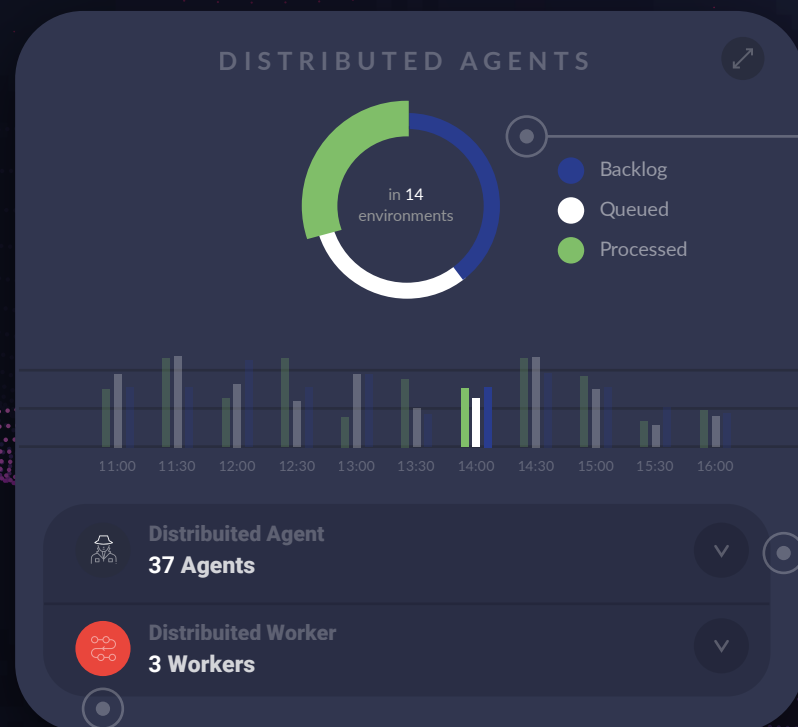 DISTRIBUTED AGENTS
in 14
environments
Backlog
Queued
Processed
11:00 11:30 12:00 12:30 13:00 13:30 14:00 14:30 15:00 15:30 16:00
Distribuited Agent
37 Agents
Distribuited Worker
3 Workers